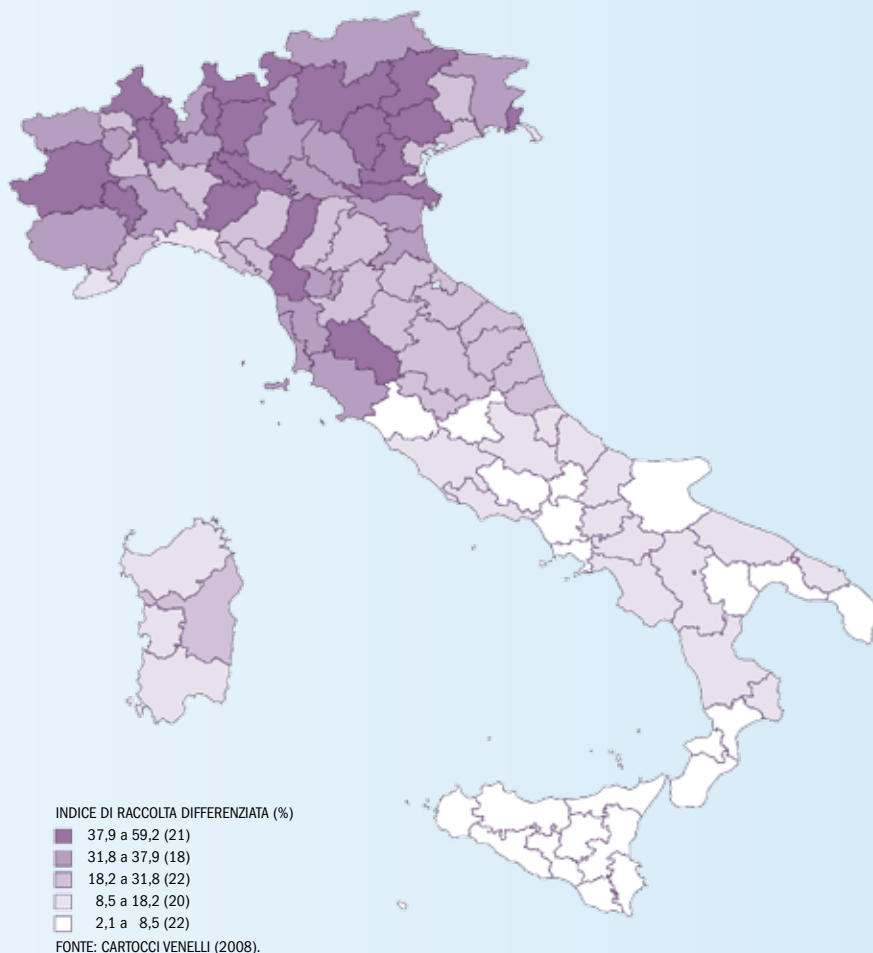 INDICE DI RACCOLTA DIFFERENZIATA (%)
37,9 a 59,2 (21)
31,8 a 37,9 (18)
18,2 a 31,8 (22)
8,5 a 18,2 (20)
2,1 a 8,5 (22)
FONTE: CARTOCCI VENELLI (2008).